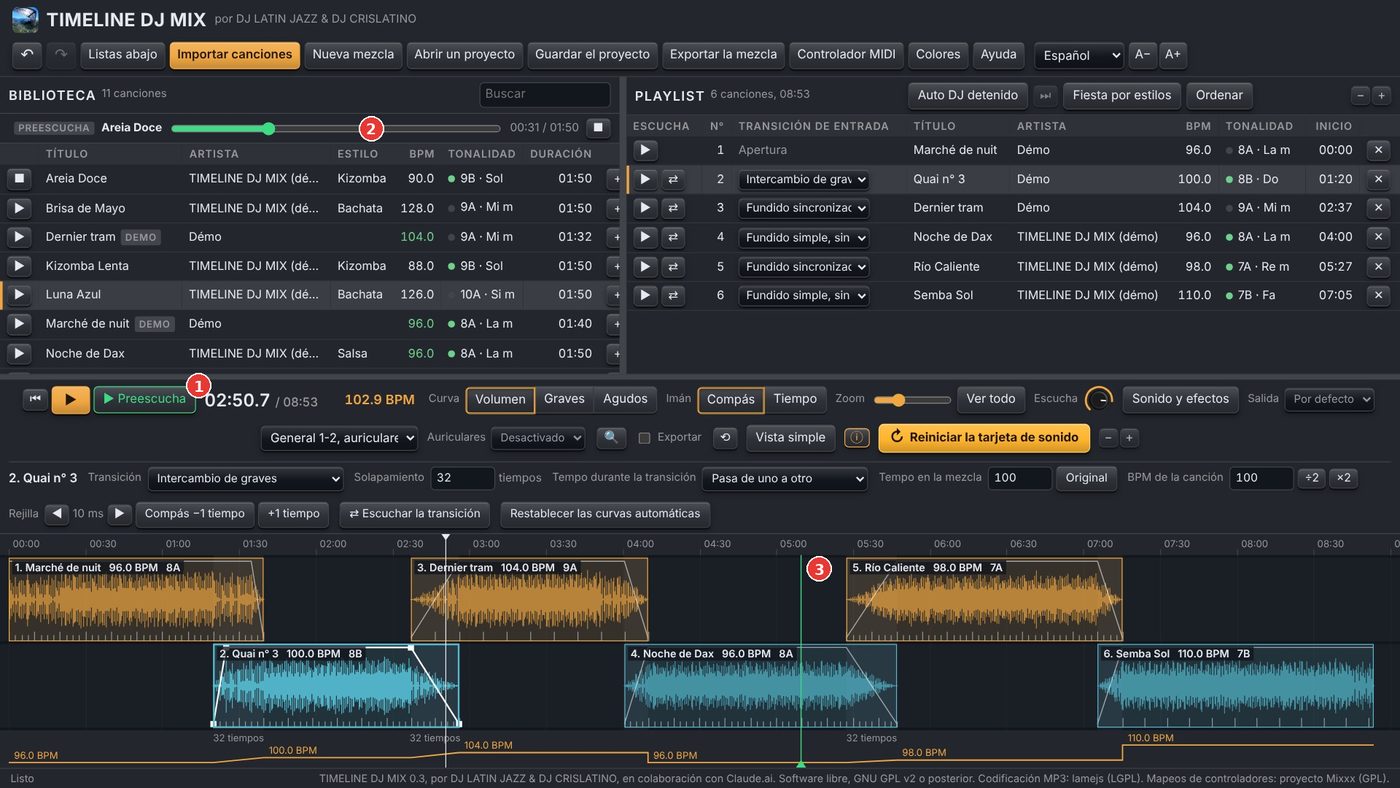 TIMELINE DJ MIX por DJ LATIN JAZZ & DJ CRISLATINO
Listas abajo Importar canciones Nueva mezcla Abrir un proyecto Guardar el proyecto Exportar la mezcla Controlador MIDI Colores Ayuda Español A− A+
BIBLIOTECA 11 canciones Buscar
PREESCUCHA Areia Doce 2 00:31 / 01:50
TÍTULO ARTISTA ESTILO BPM TONALIDAD DURACIÓN
Areia Doce TIMELINE DJ MIX (dé... Kizomba 90.0 9B · Sol 01:50 +
Brisa de Mayo TIMELINE DJ MIX (dé... Bachata 128.0 9A · Mi m 01:50 +
Dernier tram DEMO Démo 104.0 9A · Mi m 01:32 +
Kizomba Lenta TIMELINE DJ MIX (dé... Kizomba 88.0 9B · Sol 01:50 +
Luna Azul TIMELINE DJ MIX (dé... Bachata 126.0 10A · Si m 01:50 +
Marché de nuit DEMO Démo 96.0 8A · La m 01:40 +
Noche de Dax TIMELINE DJ MIX (dé... Salsa 96.0 8A · La m 01:50 +
PLAYLIST 6 canciones, 08:53 Auto DJ detenido Fiesta por estilos Ordenar − +
ESCUCHA Nº TRANSICIÓN DE ENTRADA TÍTULO ARTISTA BPM TONALIDAD INICIO
1 Apertura Marché de nuit Démo 96.0 8A · La m 00:00 ×
2 Intercambio de grav Quai n° 3 Démo 100.0 8B · Do 01:20 ×
3 Fundido sincronizac Dernier tram Démo 104.0 9A · Mi m 02:37 ×
4 Fundido simple, sin Noche de Dax TIMELINE DJ MIX (démo) 96.0 8A · La m 04:00 ×
5 Fundido sincronizac Río Caliente TIMELINE DJ MIX (démo) 98.0 7A · Re m 05:27 ×
6 Fundido simple, sin Semba Sol TIMELINE DJ MIX (démo) 110.0 7B · Fa 07:05 ×
Preescucha 1 02:50.7 / 08:53 102.9 BPM Curva Volumen Graves Agudos Imán Compás Tiempo Zoom Ver todo Escucha Sonido y efectos Salida Por defecto
General 1-2, auriculare Auriculares Desactivado Exportar Vista simple Reiniciar la tarjeta de sonido − +
2. Quai n° 3 Transición Intercambio de graves Solapamiento 32 tiempos Tempo durante la transición Pasa de uno a otro Tempo en la mezcla 100 Original BPM de la canción 100 ÷2 ×2
Rejilla 10 ms Compás −1 tiempo +1 tiempo Escuchar la transición Restablecer las curvas automáticas
00:00 00:30 01:00 01:30 02:00 02:30 03:00 03:30 04:00 04:30 05:00 05:30 06:00 06:30 07:00 07:30 08:00 08:30
3
1. Marché de nuit 96.0 BPM 8A 3. Dernier tram 104.0 BPM 9A 5. Río Caliente 98.0 BPM 7A
2. Quai n° 3 100.0 BPM 8B 4. Noche de Dax 96.0 BPM 8A 6. Semba Sol 110.0 BPM 7B
32 tiempos 32 tiempos 32 tiempos
96.0 BPM 100.0 BPM 104.0 BPM 96.0 BPM 98.0 BPM 110.0 BPM
Listo TIMELINE DJ MIX 0.3, por DJ LATIN JAZZ & DJ CRISLATINO, en colaboración con Claude.ai. Software libre, GNU GPL v2 o posterior. Codificación MP3: lamejs (LGPL). Mapeos de controladores: proyecto Mixxx (GPL).